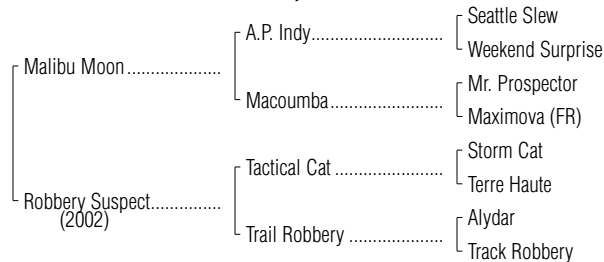 Seattle Slew
A.P. Indy
Weekend Surprise
Malibu Moon
Mr. Prospector
Macoumba
Maximova (FR)
Storm Cat
Tactical Cat
Terre Haute
Robbery Suspect
(2002)
Alydar
Trail Robbery
Track Robbery